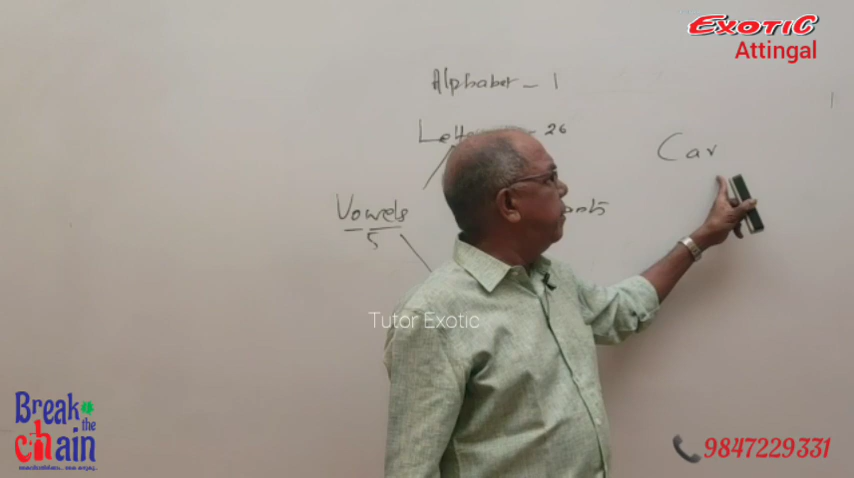 EXOTIC
Attingal
Alphabet - 1
26
Car
Vowels
5
Tutor Exotic
Break
the
chain
9847229331